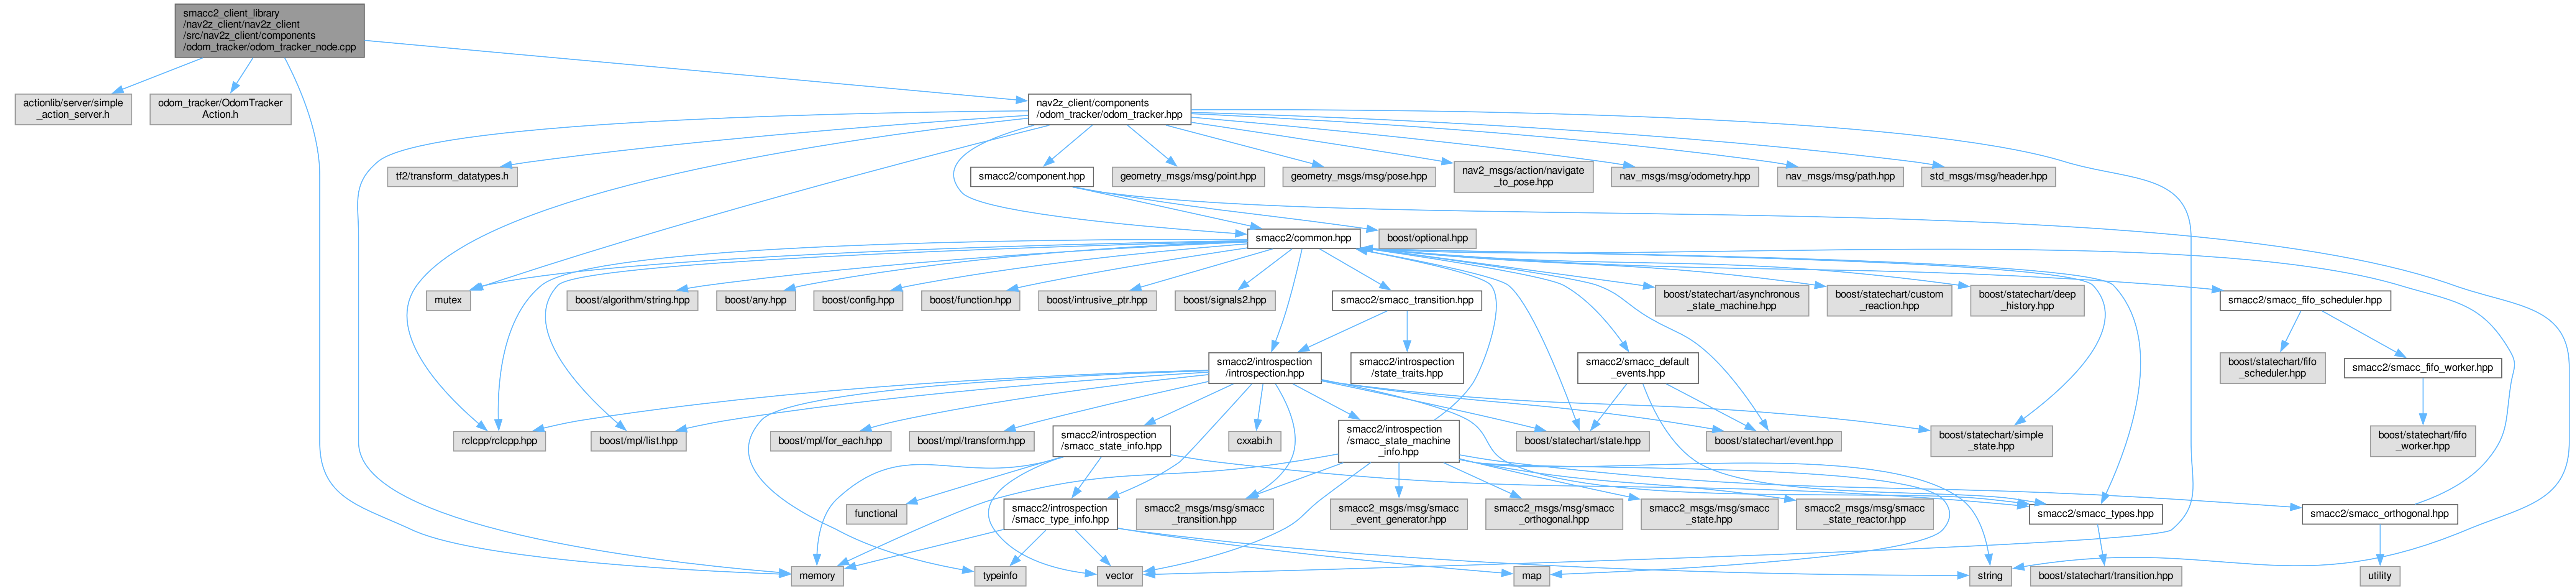 smacc2_client_library
/nav2z_client/nav2z_client
/src/nav2z_client/components
/odom_tracker/odom_tracker_node.cpp
actionlib/server/simple
_action_server.h
odom_tracker/OdomTracker
Action.h
nav2z_client/components
/odom_tracker/odom_tracker.hpp
tf2/transform_datatypes.h
smacc2/component.hpp
geometry_msgs/msg/point.hpp
geometry_msgs/msg/pose.hpp
nav2_msgs/action/navigate
_to_pose.hpp
nav_msgs/msg/odometry.hpp
nav_msgs/msg/path.hpp
std_msgs/msg/header.hpp
smacc2/common.hpp
boost/optional.hpp
mutex
boost/algorithm/string.hpp
boost/any.hpp
boost/config.hpp
boost/function.hpp
boost/intrusive_ptr.hpp
boost/signals2.hpp
smacc2/smacc_transition.hpp
boost/statechart/asynchronous
_state_machine.hpp
boost/statechart/custom
_reaction.hpp
boost/statechart/deep
_history.hpp
smacc2/smacc_fifo_scheduler.hpp
smacc2/introspection
/introspection.hpp
smacc2/introspection
/state_traits.hpp
smacc2/smacc_default
_events.hpp
boost/statechart/fifo
_scheduler.hpp
smacc2/smacc_fifo_worker.hpp
rclcpp/rclcpp.hpp
boost/mpl/list.hpp
boost/mpl/for_each.hpp
boost/mpl/transform.hpp
smacc2/introspection
/smacc_state_info.hpp
cxxabi.h
smacc2/introspection
/smacc_state_machine
_info.hpp
boost/statechart/state.hpp
boost/statechart/event.hpp
boost/statechart/simple
_state.hpp
boost/statechart/fifo
_worker.hpp
functional
smacc2/introspection
/smacc_type_info.hpp
smacc2_msgs/msg/smacc
_transition.hpp
smacc2_msgs/msg/smacc
_event_generator.hpp
smacc2_msgs/msg/smacc
_orthogonal.hpp
smacc2_msgs/msg/smacc
_state.hpp
smacc2_msgs/msg/smacc
_state_reactor.hpp
smacc2/smacc_types.hpp
smacc2/smacc_orthogonal.hpp
memory
typeinfo
vector
map
string
boost/statechart/transition.hpp
utility